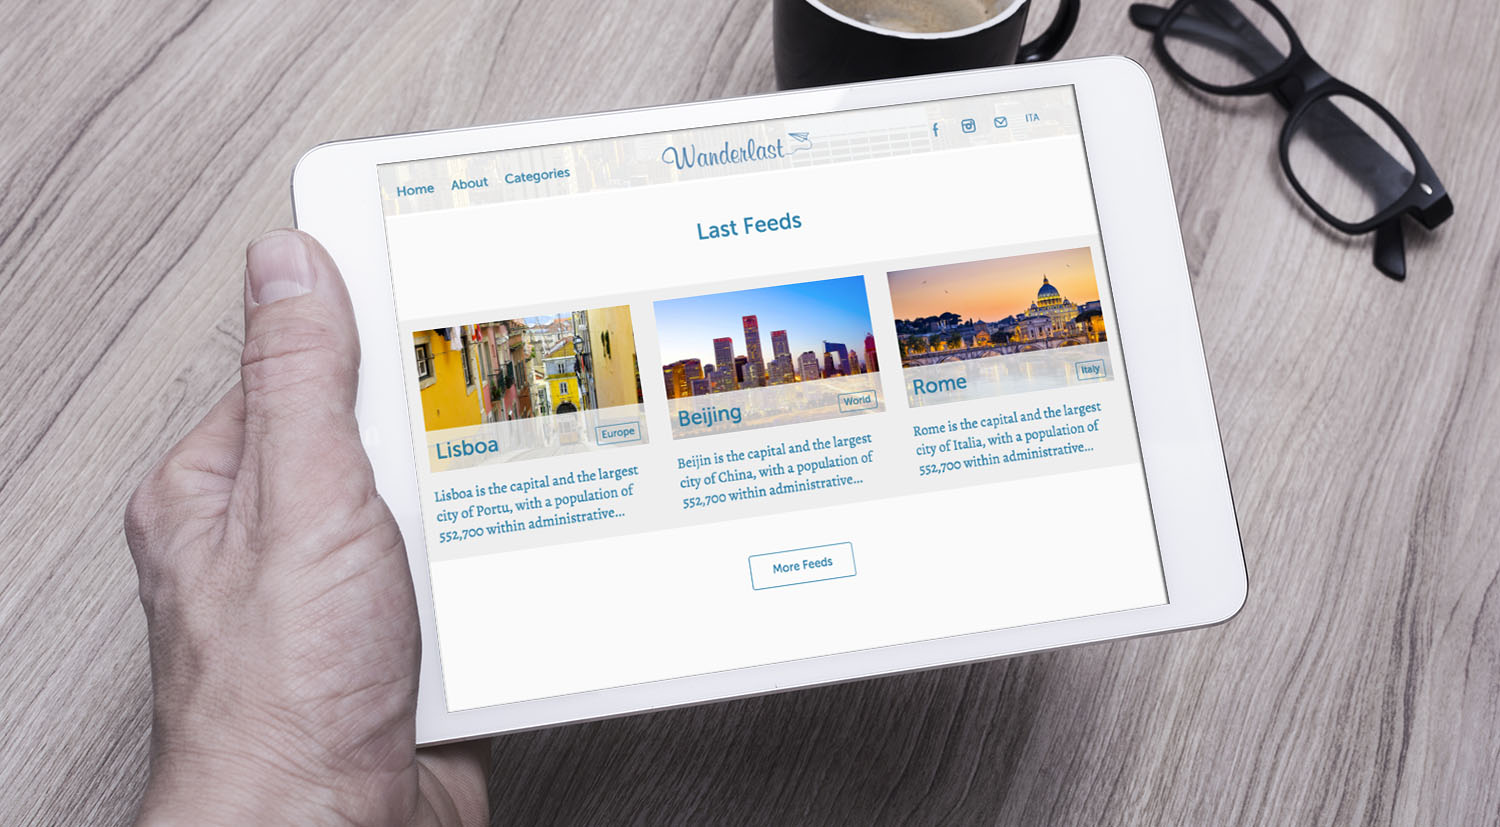 Home About Categories
Wanderlast
ITA
Last Feeds
Lisboa
Europe
Lisboa is the capital and the largest
city of Portu, with a population of
552,700 within administrative...
Beijing
World
Beijin is the capital and the largest
city of China, with a population of
552,700 within administrative...
Rome
Italy
Rome is the capital and the largest
city of Italia, with a population of
552,700 within administrative...
More Feeds